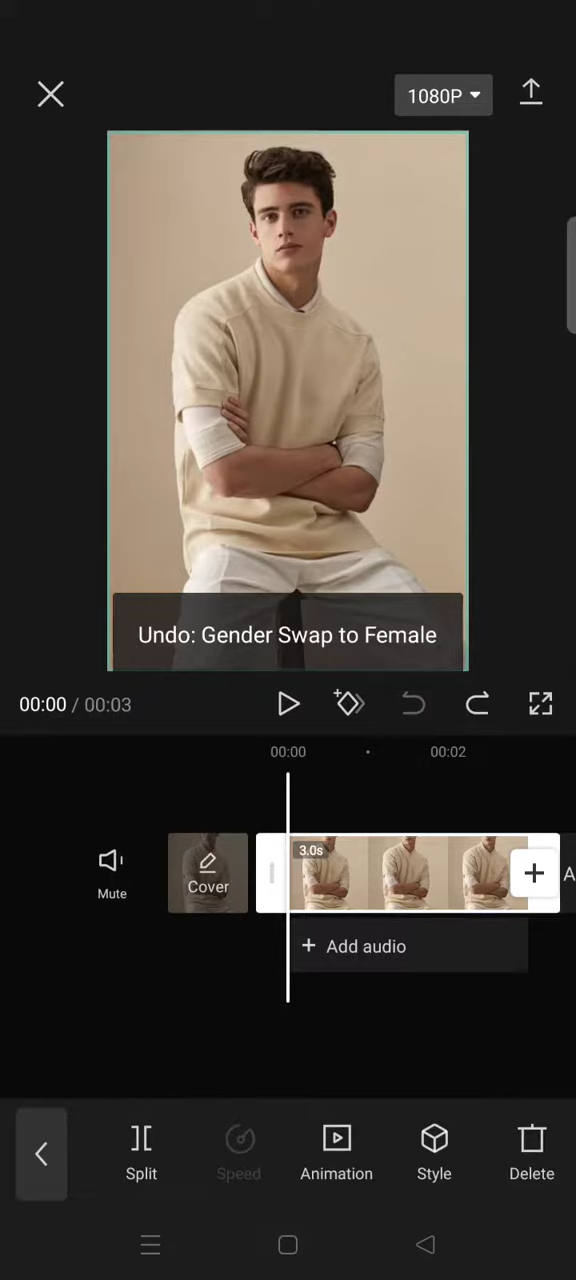 1080P
Undo: Gender Swap to Female
00:00 / 00:03
00:00 00:02
3.0s
Mute
Cover
A
+ Add audio
Split
Speed
Animation
Style
Delete